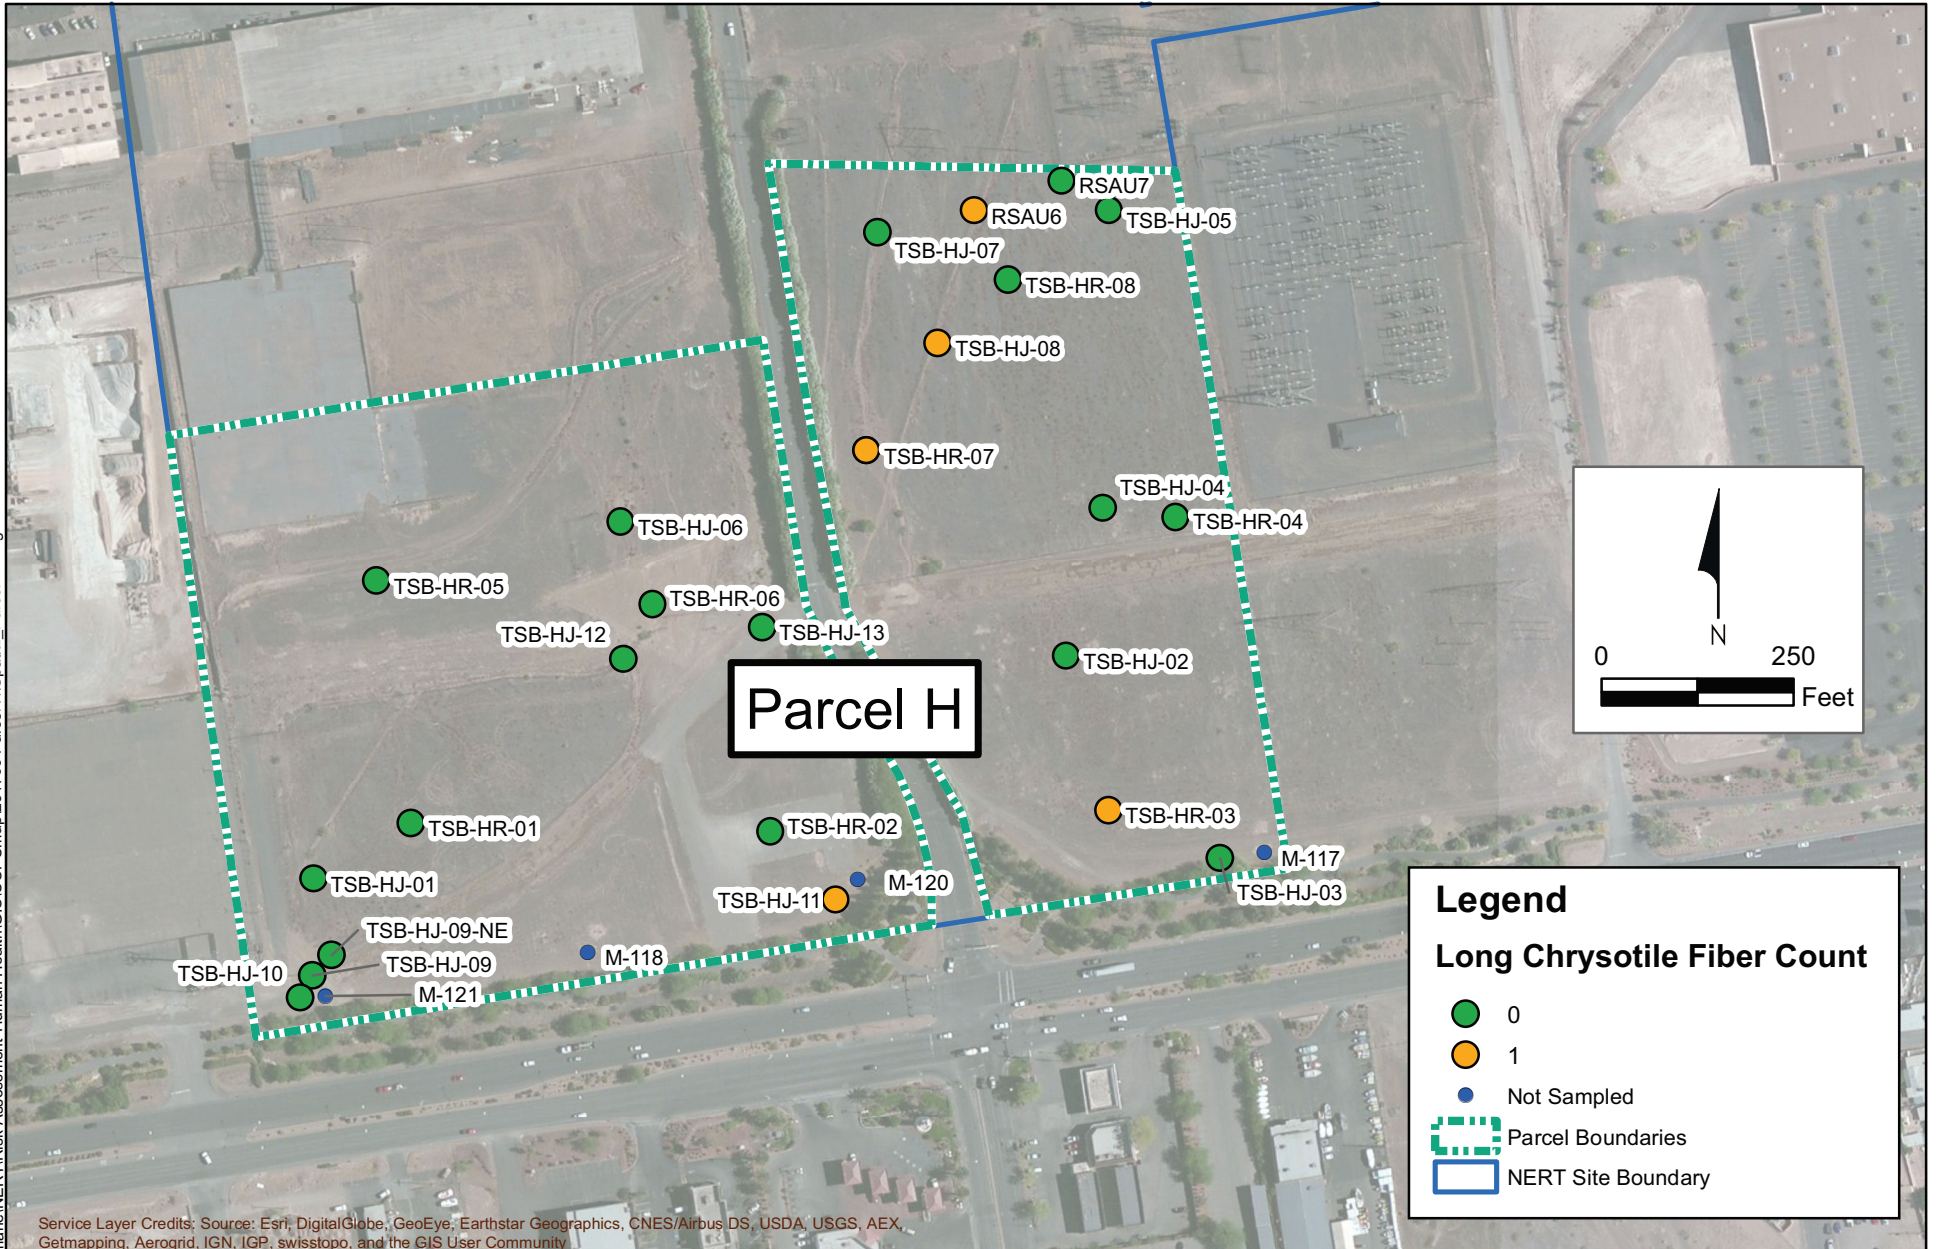 RSAU7
RSAU6
TSB-HJ-05
TSB-HJ-07
TSB-HR-08
TSB-HJ-08
TSB-HR-07
TSB-HJ-04
TSB-HR-04
TSB-HJ-06
TSB-HR-05
TSB-HR-06
TSB-HJ-12
TSB-HJ-13
TSB-HJ-02
Parcel H
N
0 250
Feet
TSB-HR-03
TSB-HR-01
TSB-HR-02
M-117
TSB-HJ-01
M-120
TSB-HJ-11
TSB-HJ-03
TSB-HJ-09-NE
M-118
TSB-HJ-09
TSB-HJ-10
M-121
Legend
Long Chrysotile Fiber Count
0
1
Not Sampled
Parcel Boundaries
NERT Site Boundary
Service Layer Credits: Source: Esri, DigitalGlobe, GeoEye, Earthstar Geographics, CNES/Airbus DS, USDA, USGS, AEX,
Getmapping, Aerogrid, IGN, IGP, swisstopo, and the GIS User Community